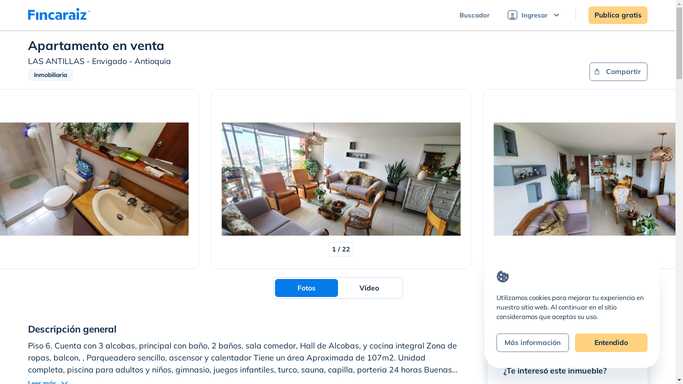 Fincaraiz
Buscador
Ingresar
Publica gratis
Apartamento en venta
LAS ANTILLAS - Envigado - Antioquia
Inmobiliaria
Compartir
1 / 22
Fotos
Video
Utilizamos cookies para mejorar tu experiencia en
nuestro sitio web. Al continuar en el sitio
consideramos que aceptas su uso.
Más información
Entendido
Descripción general
Piso 6. Cuenta con 3 alcobas, principal con baño, 2 baños, sala comedor, Hall de Alcobas, y cocina integral Zona de
ropas, balcon, , Parqueadero sencillo, ascensor y calentador Tiene un área Aproximada de 107m2. Unidad
completa, piscina para adultos y niños, gimnasio, juegos infantiles, turco, sauna, capilla, porteria 24 horas Buenas...
Leer más
¿Te interesó este inmueble?